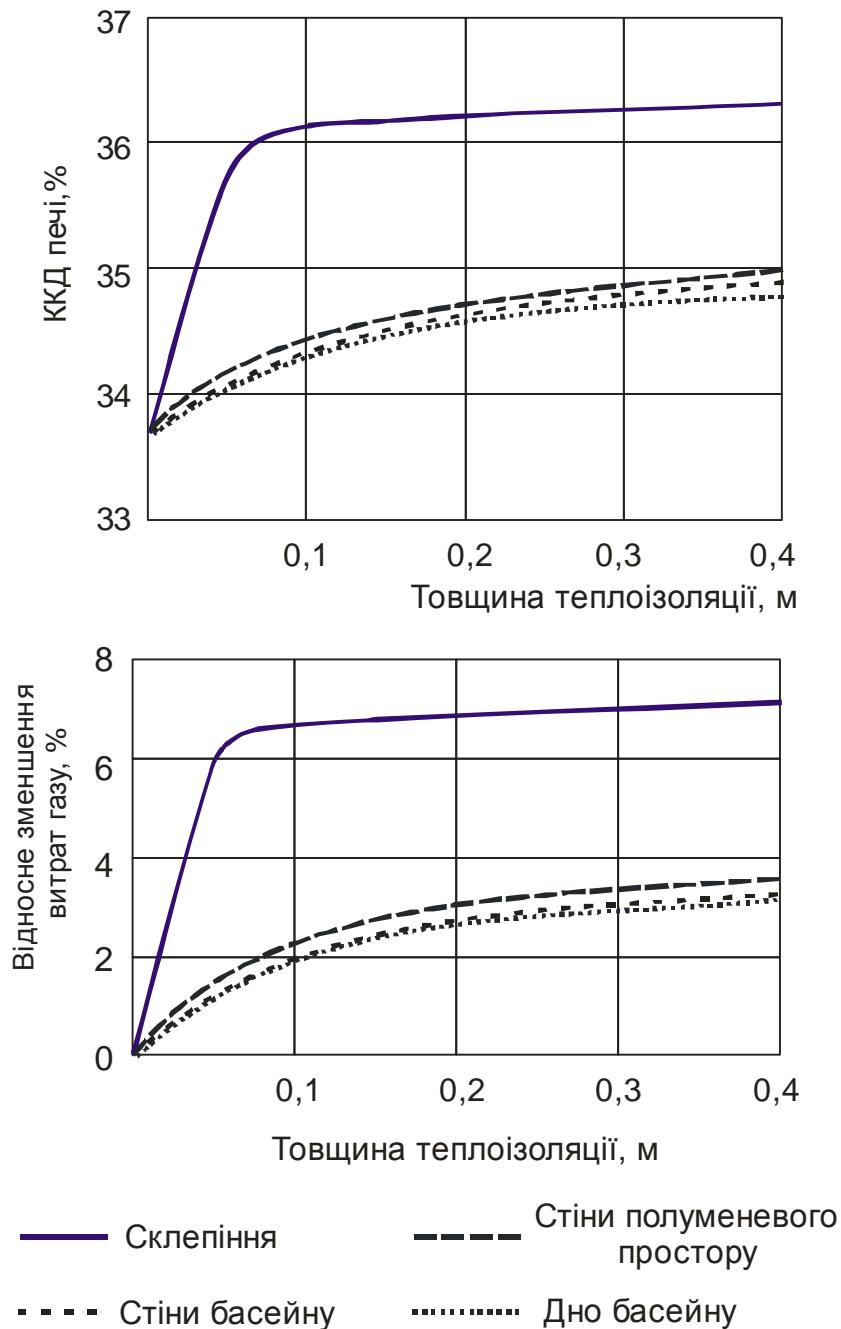 37
36
35
34
33
ККД печі,%
0,1 0,2 0,3 0,4
Товщина теплоізоляції, м
8
6
4
2
0
Відносне зменшення
витрат газу, %
0,1 0,2 0,3 0,4
Товщина теплоізоляції, м
Склепіння
Стіни полуменевого
простору
Стіни басейну
Дно басейну